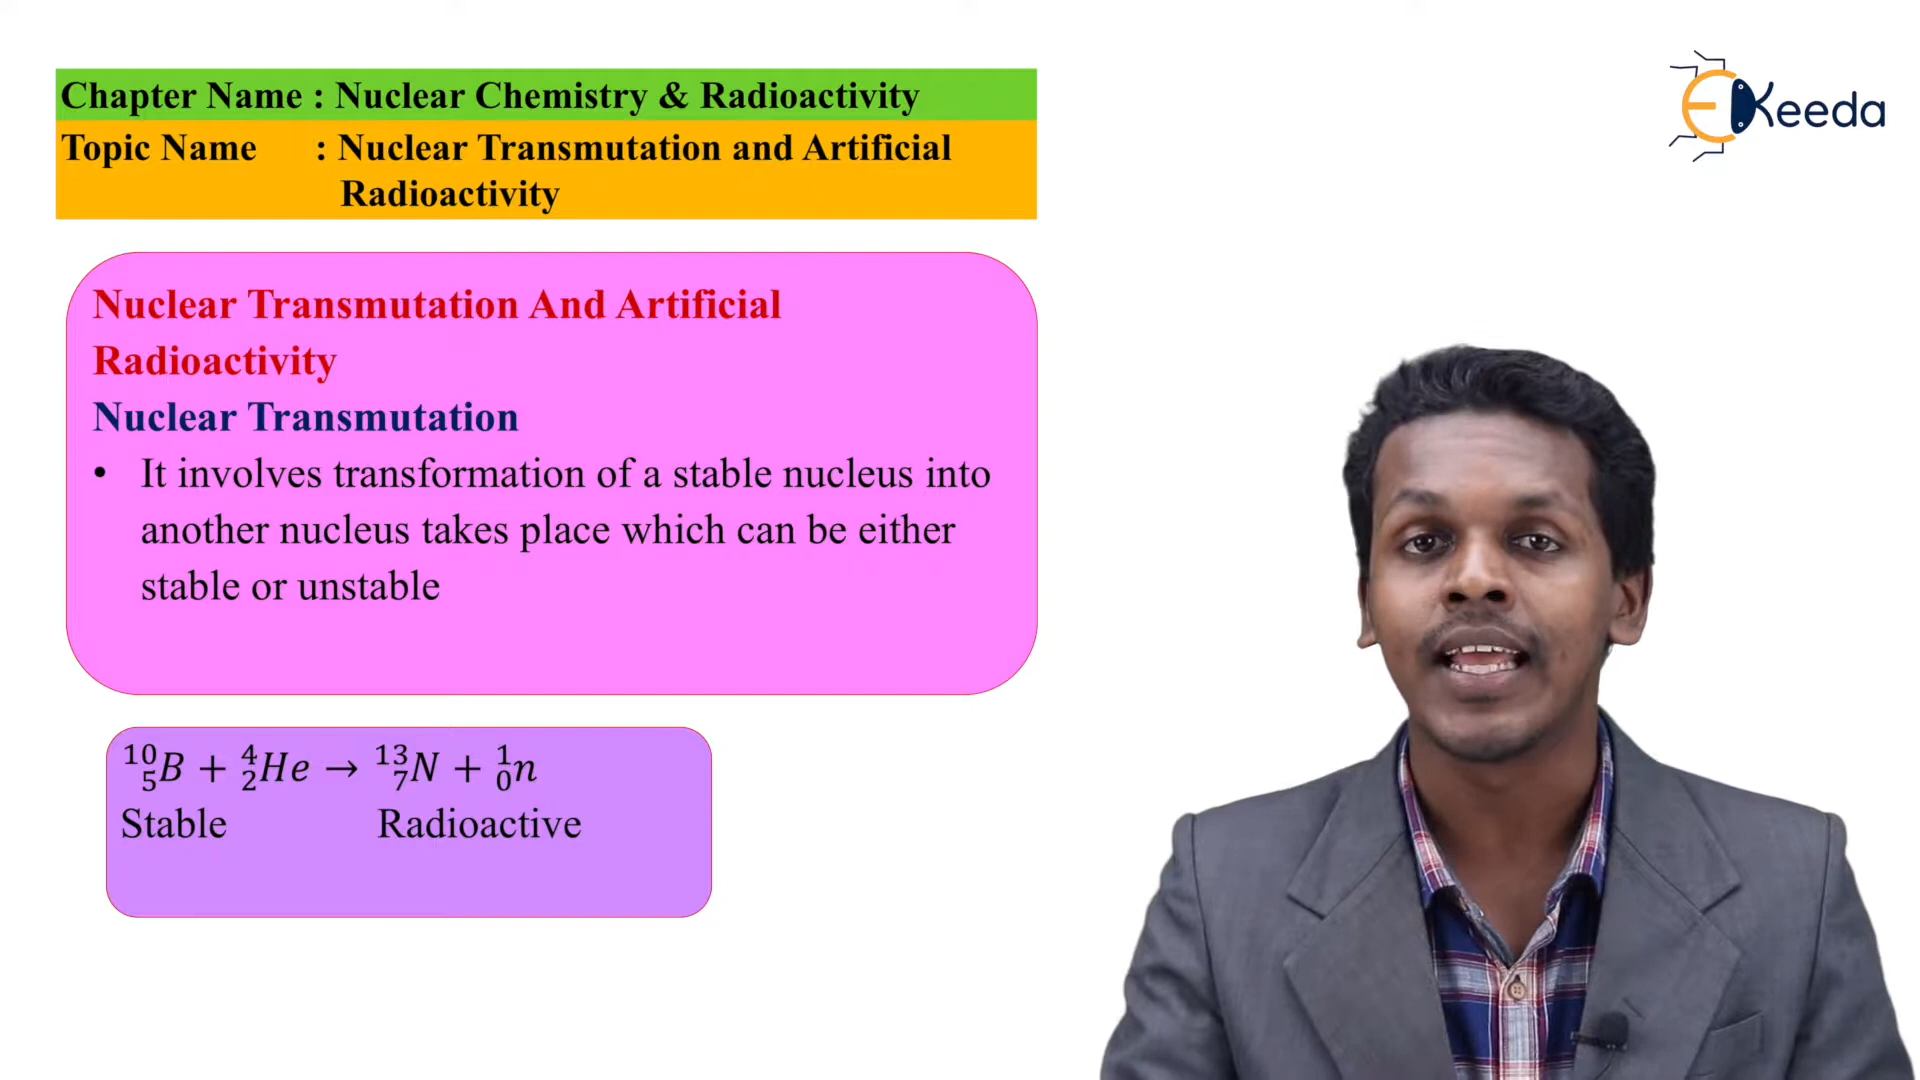 Chapter Name : Nuclear Chemistry & Radioactivity
Topic Name : Nuclear Transmutation and Artificial
Radioactivity
EKeeda
Nuclear Transmutation And Artificial
Radioactivity
Nuclear Transmutation
• It involves transformation of a stable nucleus into
another nucleus takes place which can be either
stable or unstable
¹⁰₅B + ⁴₂He → ¹³₇N + ¹₀n
Stable Radioactive